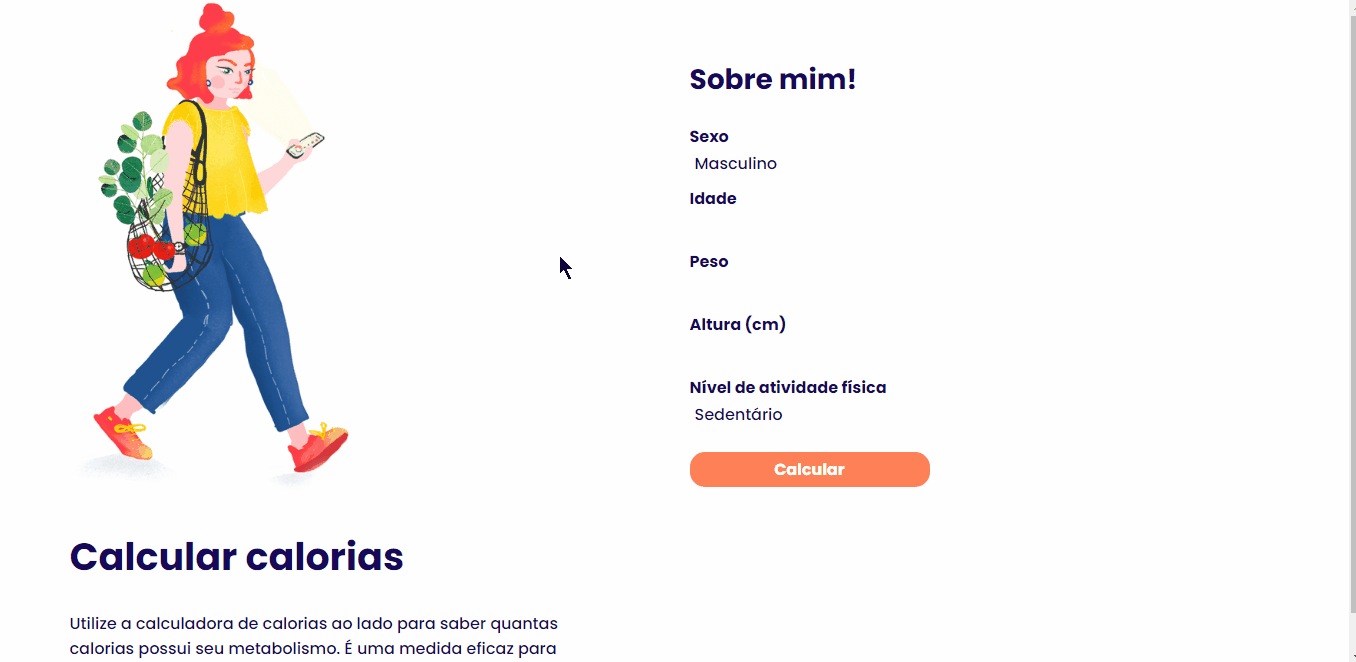 Sobre mim!
Sexo
Masculino
Idade
Peso
Altura (cm)
Nível de atividade física
Sedentário
Calcular
Calcular calorias
Utilize a calculadora de calorias ao lado para saber quantas
calorias possui seu metabolismo. É uma medida eficaz para